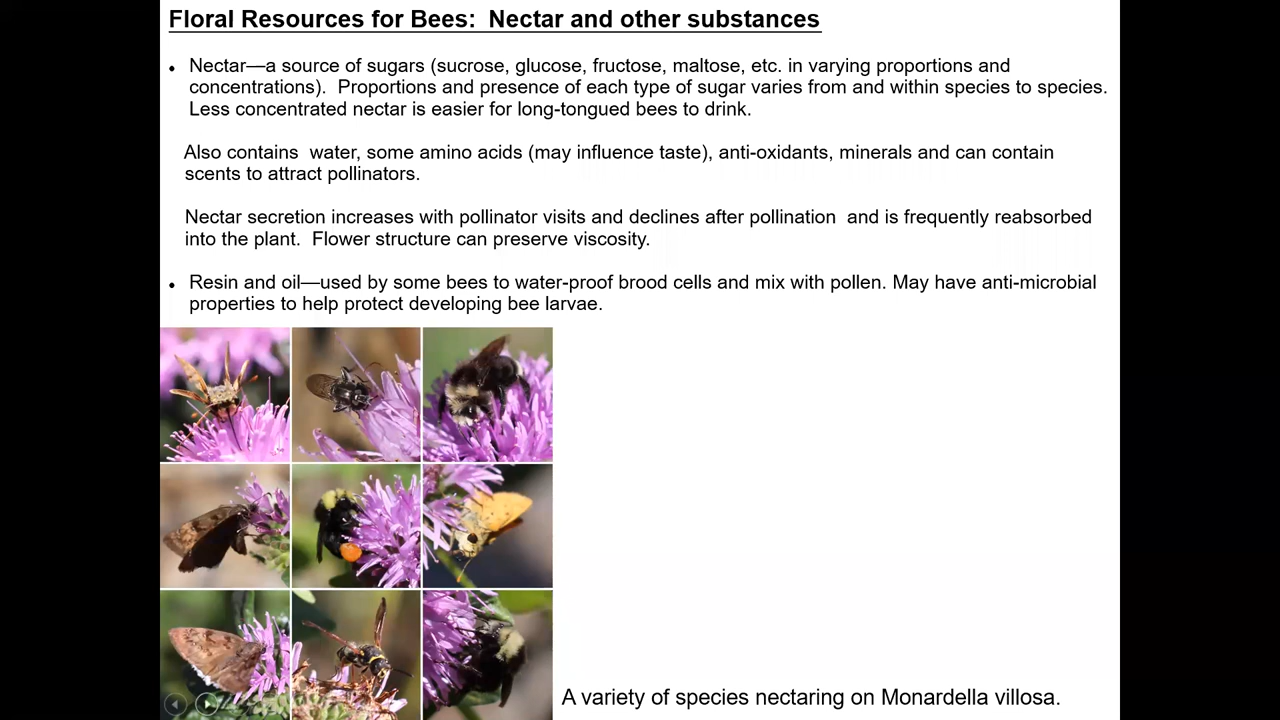 Floral Resources for Bees:  Nectar and other substances
• Nectar—a source of sugars (sucrose, glucose, fructose, maltose, etc. in varying proportions and
concentrations).  Proportions and presence of each type of sugar varies from and within species to species.
Less concentrated nectar is easier for long-tongued bees to drink.
Also contains  water, some amino acids (may influence taste), anti-oxidants, minerals and can contain
scents to attract pollinators.
Nectar secretion increases with pollinator visits and declines after pollination  and is frequently reabsorbed
into the plant.  Flower structure can preserve viscosity.
• Resin and oil—used by some bees to water-proof brood cells and mix with pollen. May have anti-microbial
properties to help protect developing bee larvae.
A variety of species nectaring on Monardella villosa.